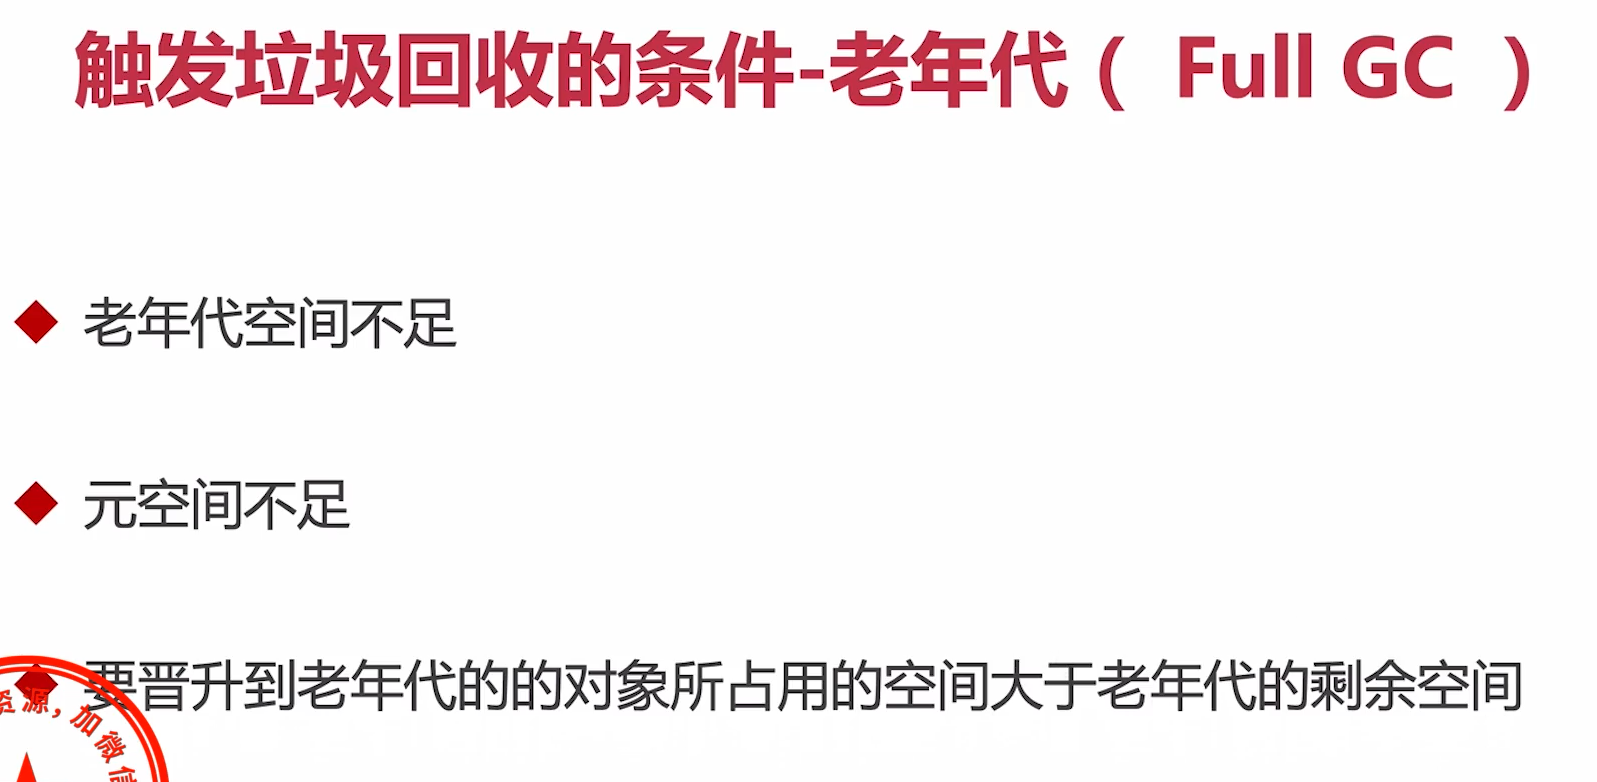 触发垃圾回收的条件-老年代（ Full GC ）
老年代空间不足
元空间不足
要晋升到老年代的的对象所占用的空间大于老年代的剩余空间
源，加微信